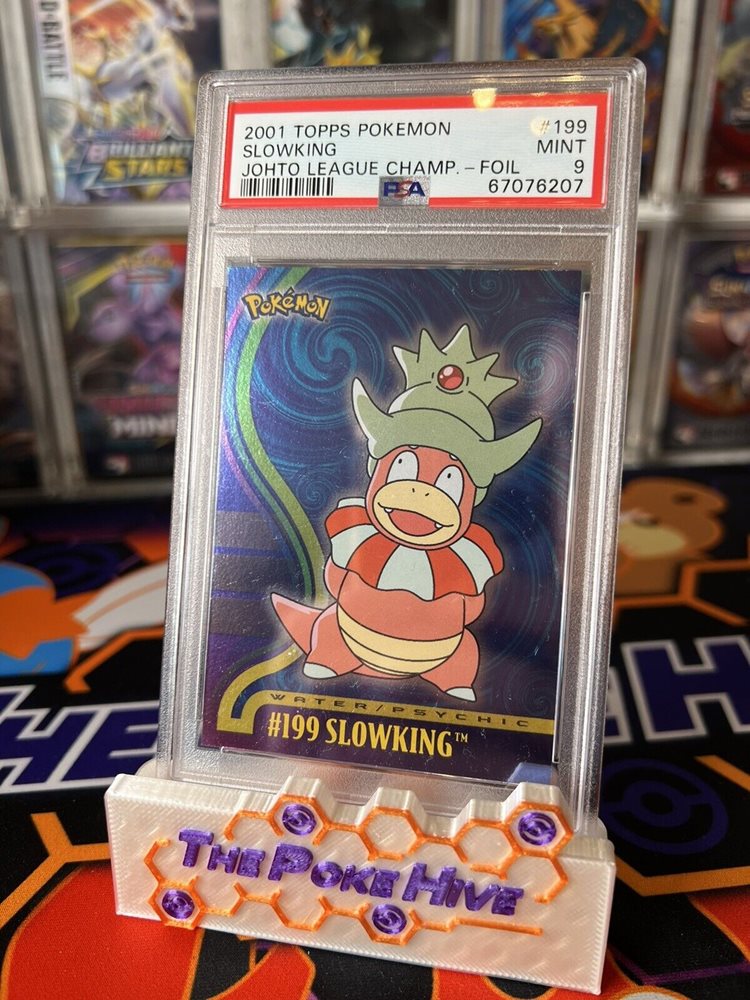 D-BATTLE
BRILLIANT
STARS
2001 TOPPS POKEMON #199
SLOWKING MINT
JOHTO LEAGUE CHAMP.-FOIL 9
PSA 67076207
POKéMON
WATER/PSYCHIC
#199 SLOWKING™
THE POKE HIVE